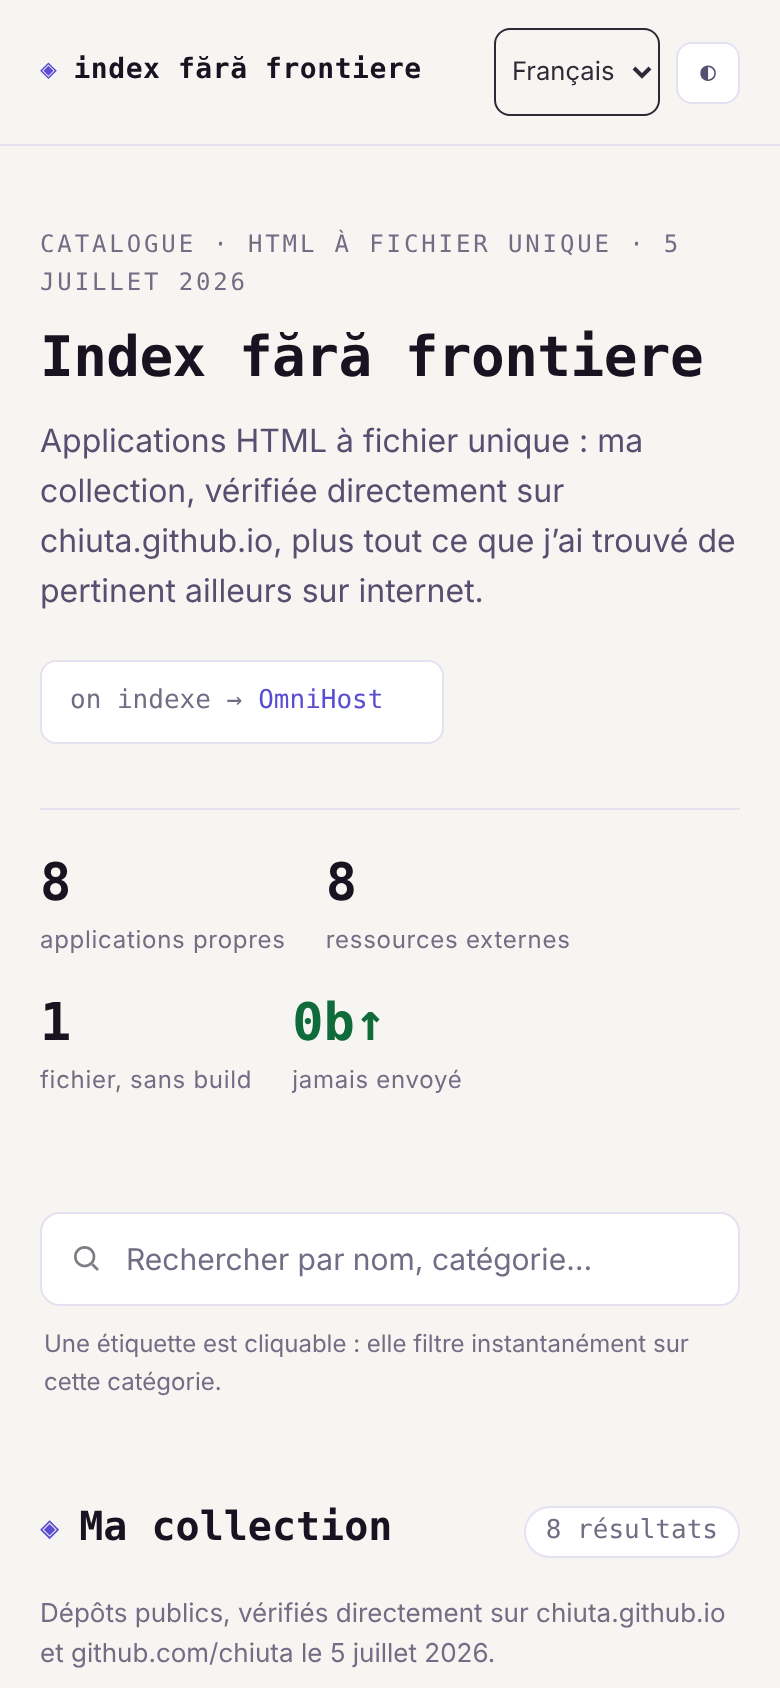 ◈ index fără frontiere
Français
◐
CATALOGUE · HTML À FICHIER UNIQUE · 5
JUILLET 2026
Index fără frontiere
Applications HTML à fichier unique : ma
collection, vérifiée directement sur
chiuta.github.io, plus tout ce que j’ai trouvé de
pertinent ailleurs sur internet.
on indexe → OmniHost
8
applications propres
8
ressources externes
1
fichier, sans build
0b↑
jamais envoyé
Rechercher par nom, catégorie…
Une étiquette est cliquable : elle filtre instantanément sur
cette catégorie.
◈ Ma collection
8 résultats
Dépôts publics, vérifiés directement sur chiuta.github.io
et github.com/chiuta le 5 juillet 2026.